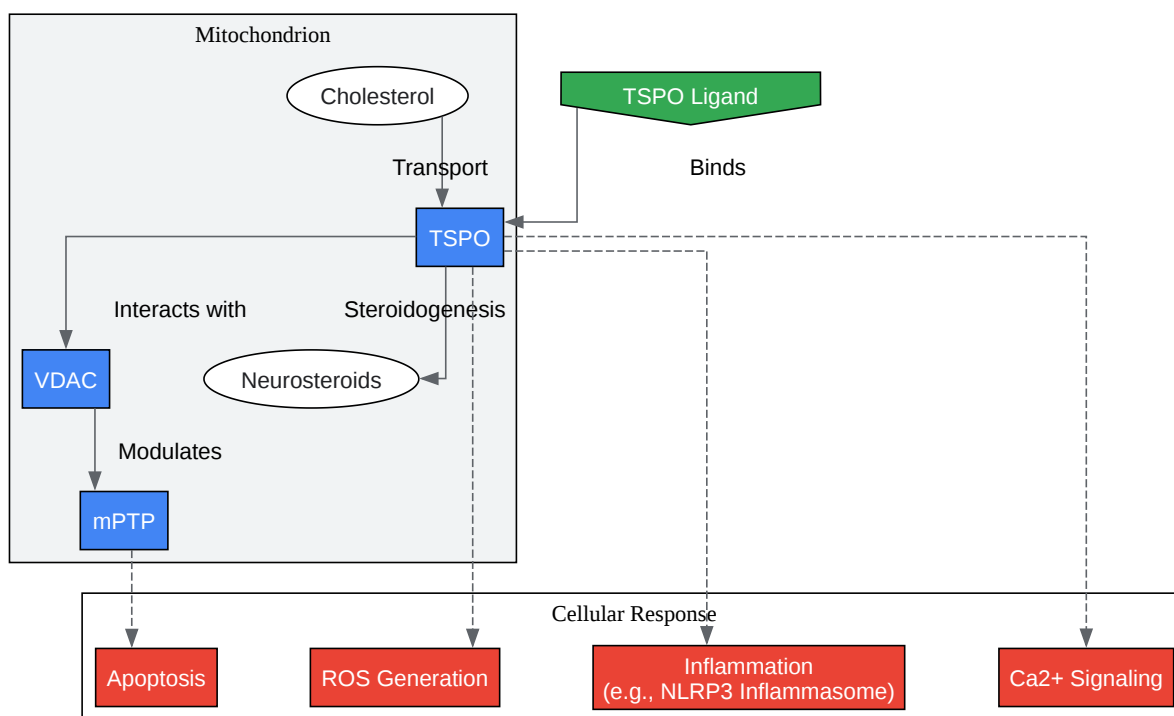 Mitochondrion
Cholesterol
TSPO Ligand
Transport
Binds
TSPO
Interacts with
Steroidogenesis
VDAC
Neurosteroids
Modulates
mPTP
Cellular Response
Apoptosis
ROS Generation
Inflammation
(e.g., NLRP3 Inflammasome)
Ca2+ Signaling